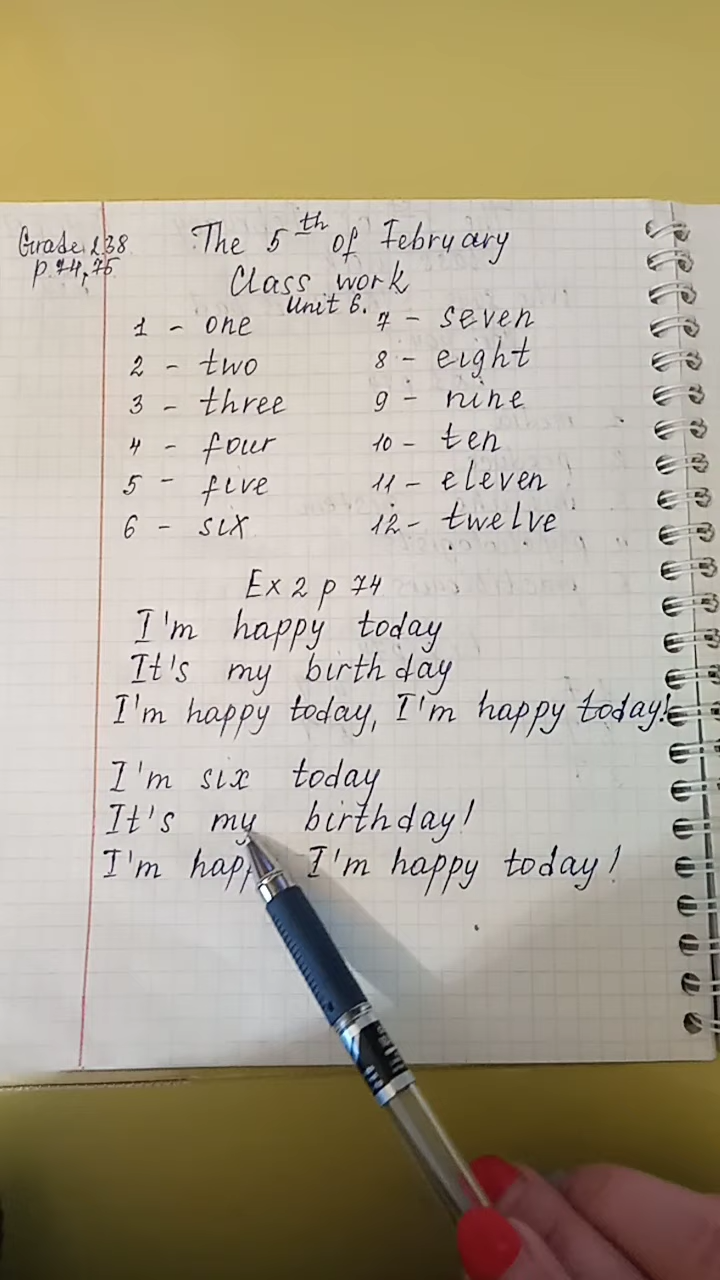 Grade 2 38
p. 74, 75
The 5th of February
Class work
Unit 6.
1 - one
2 - two
3 - three
4 - four
5 - five
6 - six
7 - seven
8 - eight
9 - nine
10 - ten
11 - eleven
12 - twelve
Ex 2 p 74
I'm happy today
It's my birthday
I'm happy today, I'm happy today!
I'm six today
It's my birthday!
I'm happy I'm happy today!